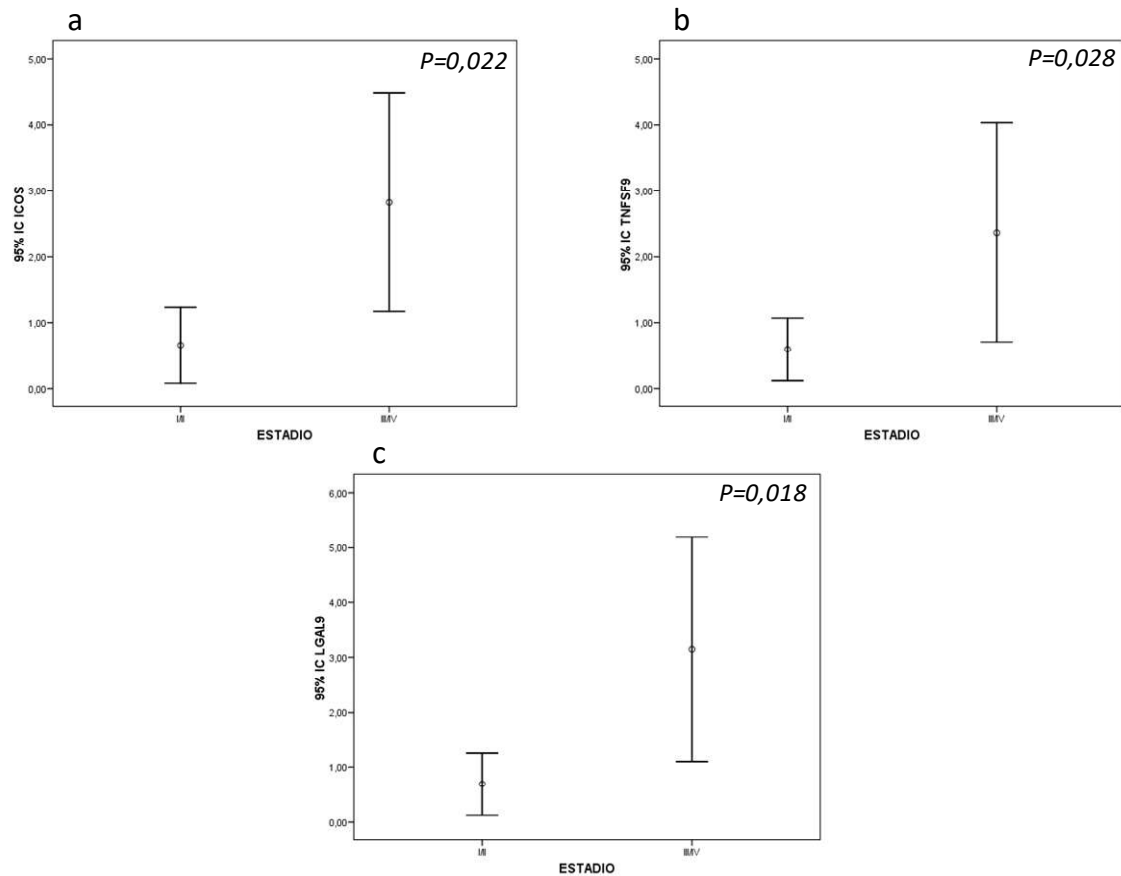 a
P=0,022
5,00
4,00
3,00
2,00
1,00
0,00
95% IC ICOS
I/II
III/IV
ESTADIO
b
P=0,028
5,00
4,00
3,00
2,00
1,00
0,00
95% IC TNFSF9
I/II
III/IV
ESTADIO
c
P=0,018
6,00
5,00
4,00
3,00
2,00
1,00
0,00
95% IC LGAL9
I/II
III/IV
ESTADIO